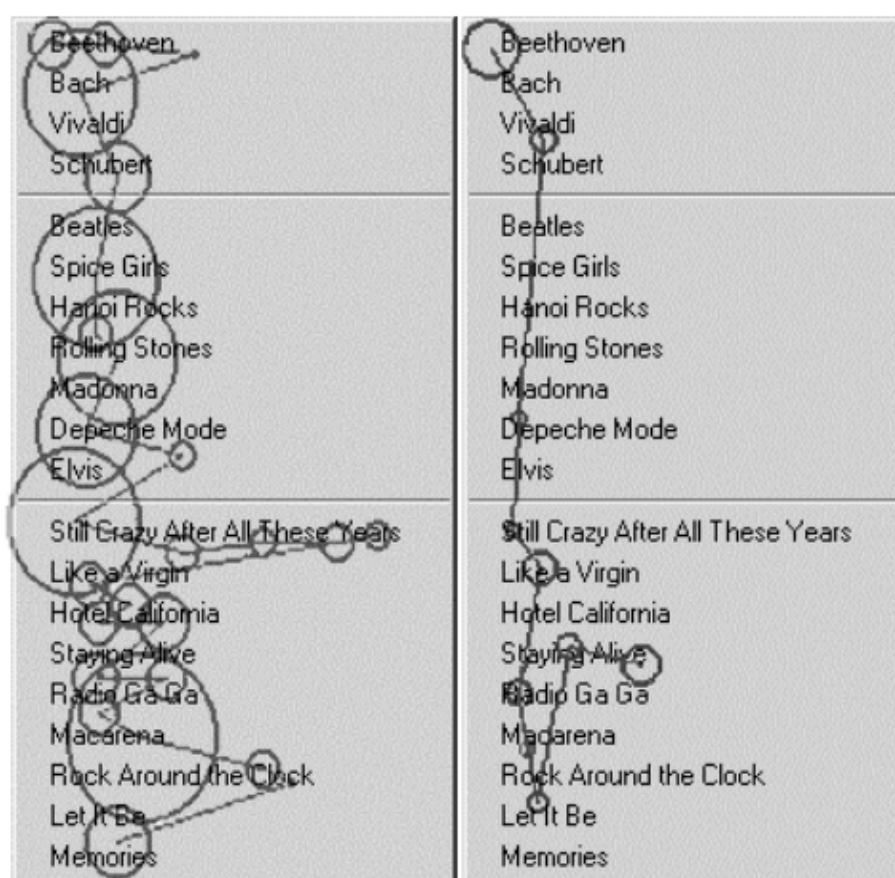 Beethoven
Bach
Vivaldi
Schubert
Beatles
Spice Girls
Hanoi Rocks
Rolling Stones
Madonna
Depeche Mode
Elvis
Still Crazy After All These Years
Like a Virgin
Hotel California
Staying Alive
Radio Ga Ga
Macarena
Rock Around the Clock
Let It Be
Memories
Beethoven
Bach
Vivaldi
Schubert
Beatles
Spice Girls
Hanoi Rocks
Rolling Stones
Madonna
Depeche Mode
Elvis
Still Crazy After All These Years
Like a Virgin
Hotel California
Staying Alive
Radio Ga Ga
Macarena
Rock Around the Clock
Let It Be
Memories